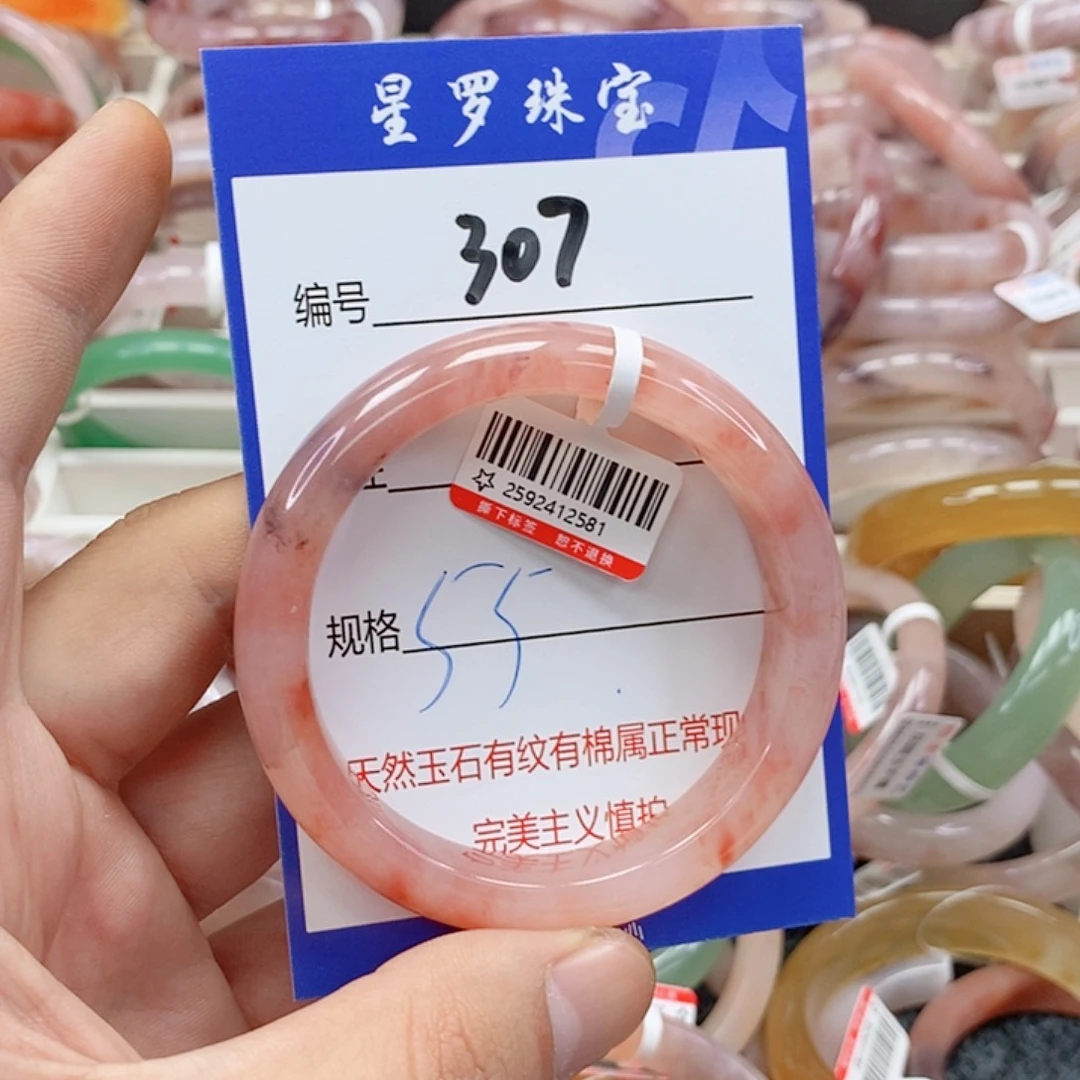 星罗珠宝
编号 307
2592412581
撕下标签 恕不退换
规格 55
天然玉石有纹有棉属正常现
完美主义慎拍